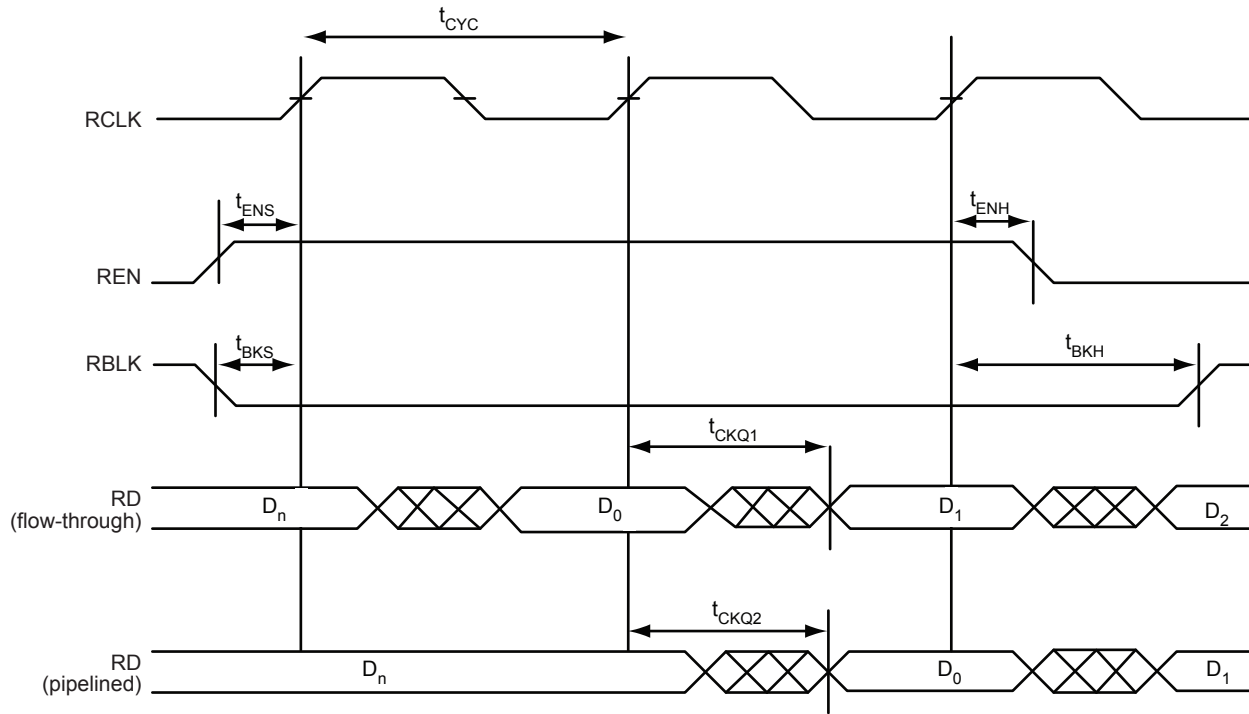 tCYC
RCLK
tENS
tENH
REN
tBKS
RBLK
tBKH
tCKQ1
RD
(flow-through)
Dn
D0
D1
D2
tCKQ2
RD
(pipelined)
Dn
D0
D1